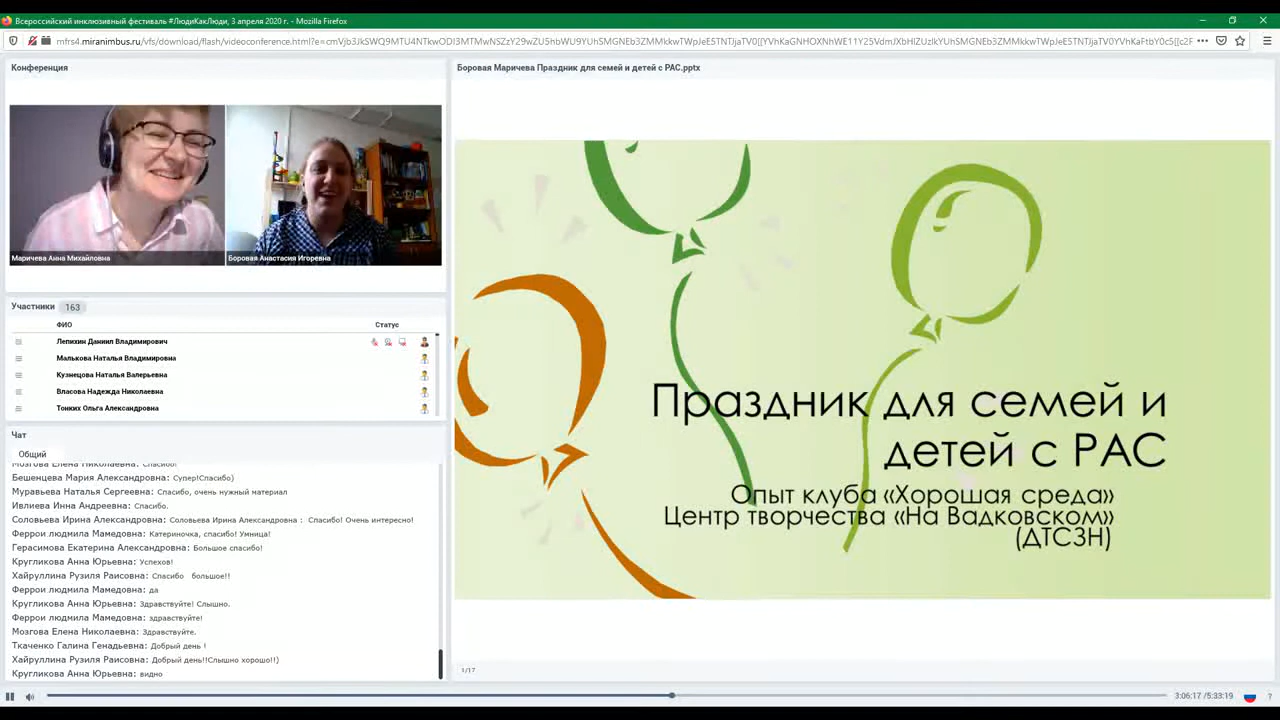 Всероссийский инклюзивный фестиваль #ЛюдиКакЛюди, 3 апреля 2020 г. - Mozilla Firefox
Конференция
Маричева Анна Михайловна
Боровая Анастасия Игоревна
Участники 163
ФИО Статус
Лепихин Даниил Владимирович
Малькова Наталья Владимировна
Кузнецова Наталья Валерьевна
Власова Надежда Николаевна
Тонких Ольга Александровна
Чат
Общий
Мозгова Елена Николаевна: Спасибо!
Бешенцева Мария Александровна: Супер!Спасибо)
Муравьева Наталья Сергеевна: Спасибо, очень нужный материал
Ивлиева Инна Андреевна: Спасибо.
Соловьева Ирина Александровна: Соловьева Ирина Александровна : Спасибо! Очень интересно!
Феррои людмила Мамедовна: Катериночка, спасибо! Умница!
Герасимова Екатерина Александровна: Большое спасибо!
Кругликова Анна Юрьевна: Успехов!
Хайруллина Рузиля Раисовна: Спасибо большое!!
Феррои людмила Мамедовна: да
Кругликова Анна Юрьевна: Здравствуйте! Слышно.
Феррои людмила Мамедовна: здравствуйте!
Мозгова Елена Николаевна: Здравствуйте.
Ткаченко Галина Генадьевна: Добрый день !
Хайруллина Рузиля Раисовна: Добрый день!!Слышно хорошо!!)
Кругликова Анна Юрьевна: видно
Боровая Маричева Праздник для семей и детей с РАС.pptx
Праздник для семей и
детей с РАС
Опыт клуба «Хорошая среда»
Центр творчества «На Вадковском»
(ДТСЗН)
1/17
3:06:17 /5:33:19
?